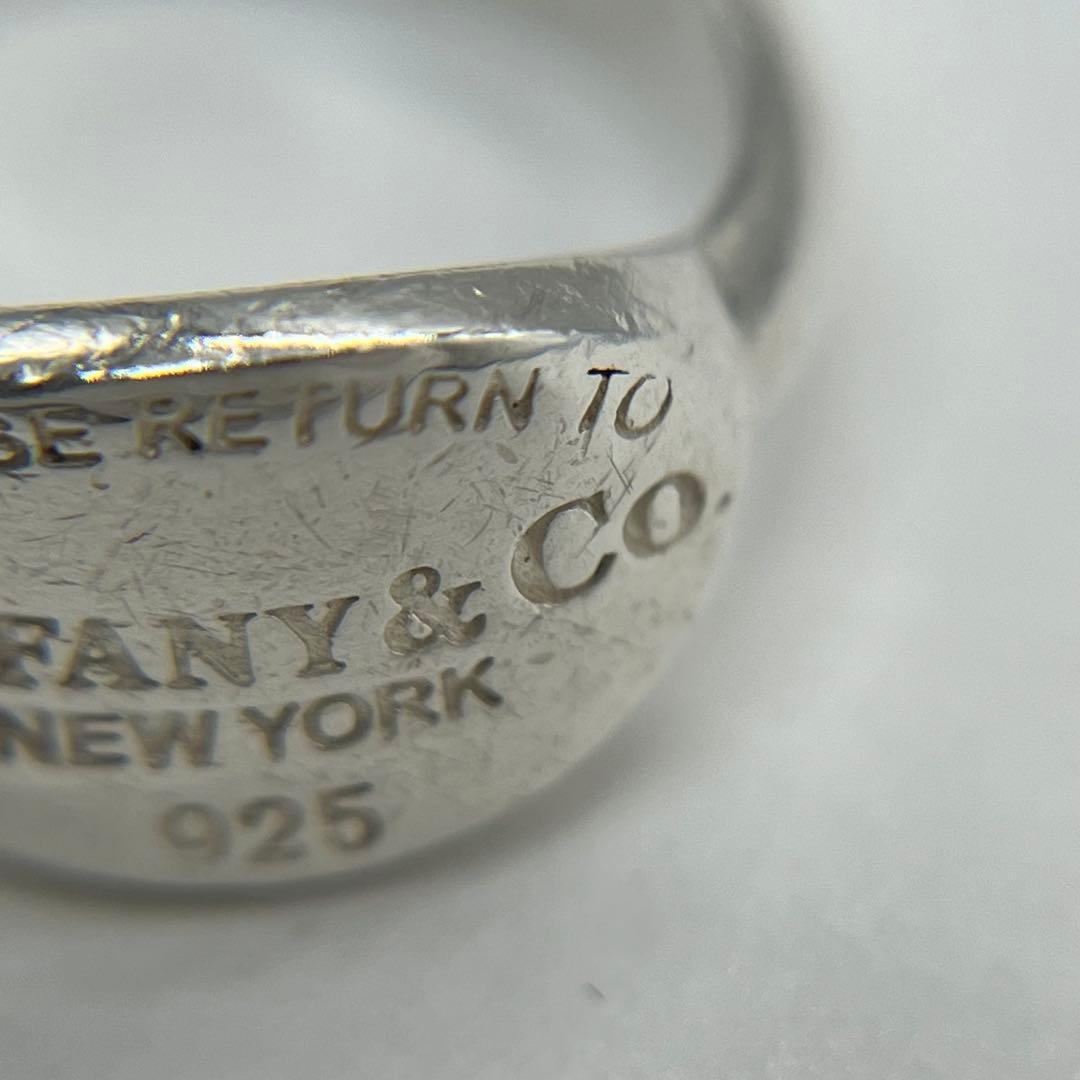 SE RETURN TO
FANY & CO.
NEW YORK
925